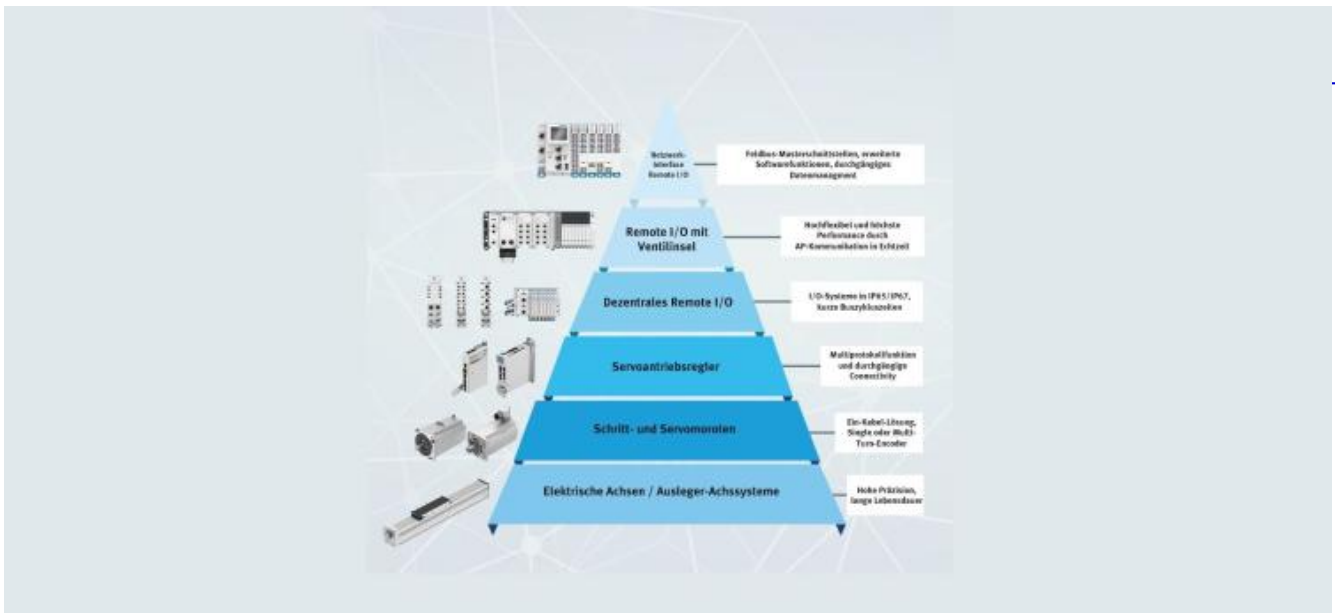 Netzwerk-
Interface
Remote I/O
Feldbus-Masterschnittstellen, erweiterte
Softwarefunktionen, durchgängiges
Datenmanagment
Remote I/O mit
Ventilinsel
Hochflexibel und höchste
Performance durch
AP-Kommunikation in Echtzeit
Dezentrales Remote I/O
I/O-Systeme in IP65/IP67,
kurze Buszykluszeiten
Servoantriebsregler
Multiprotokollfunktion
und durchgängige
Connectivity
Schritt- und Servomoroten
Ein-Kabel-Lösung,
Single oder Multi-
Turn-Encoder
Elektrische Achsen / Ausleger-Achssysteme
Hohe Präzision,
lange Lebensdauer